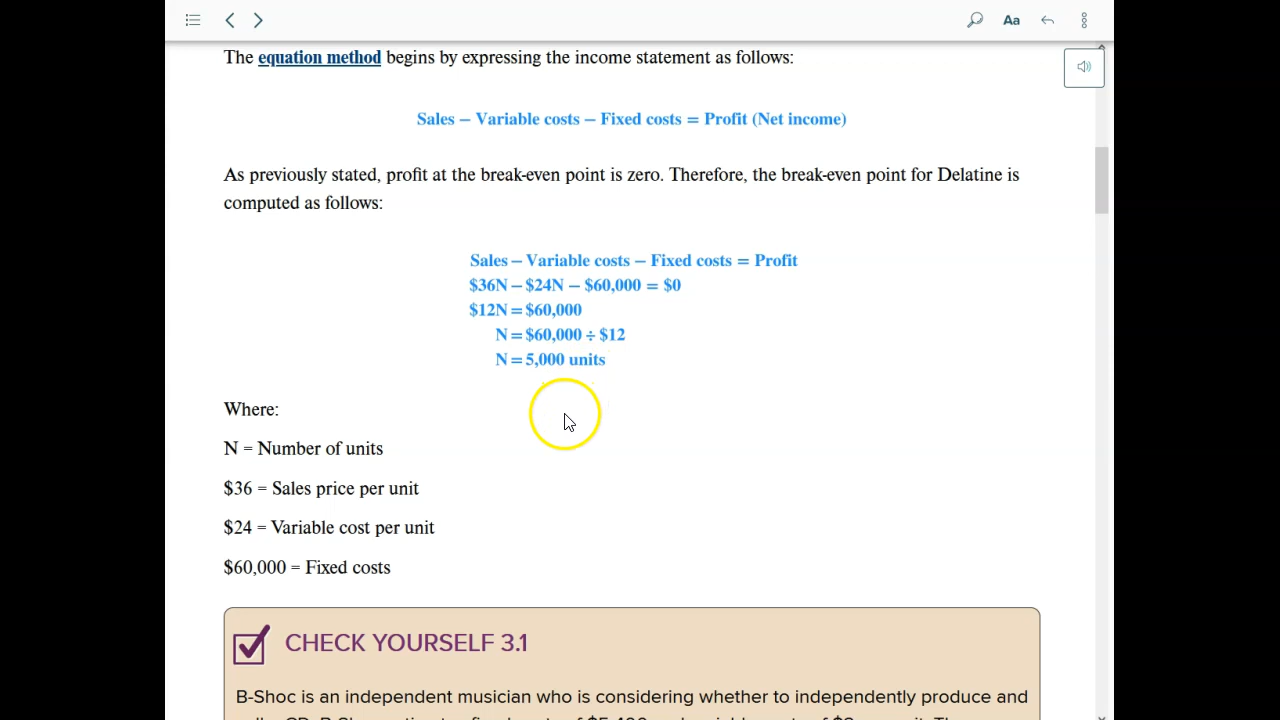 Aa
The equation method begins by expressing the income statement as follows:
Sales – Variable costs – Fixed costs = Profit (Net income)
As previously stated, profit at the break-even point is zero. Therefore, the break-even point for Delatine is
computed as follows:
Sales – Variable costs – Fixed costs = Profit
$36N – $24N – $60,000 = $0
$12N = $60,000
N = $60,000 ÷ $12
N = 5,000 units
Where:
N = Number of units
$36 = Sales price per unit
$24 = Variable cost per unit
$60,000 = Fixed costs
CHECK YOURSELF 3.1
B-Shoc is an independent musician who is considering whether to independently produce and